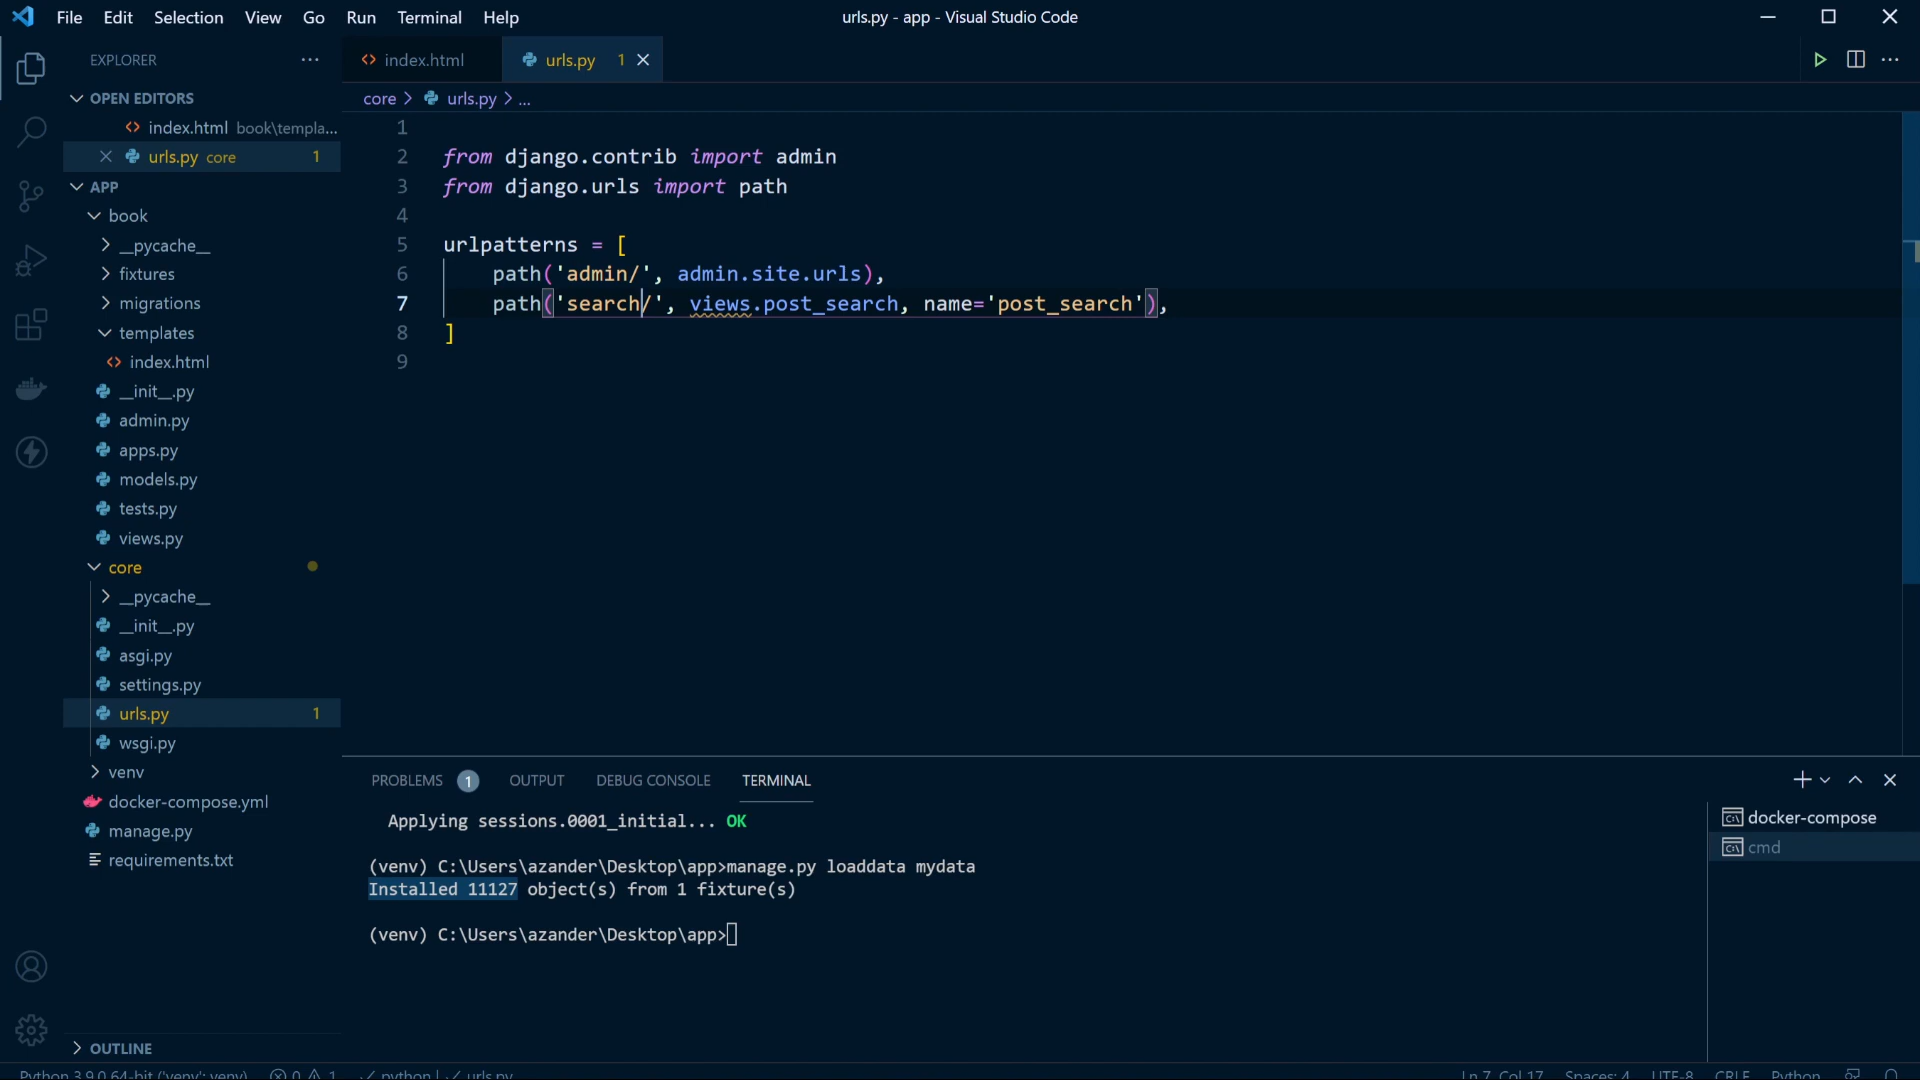 File Edit Selection View Go Run Terminal Help
urls.py - app - Visual Studio Code
EXPLORER
OPEN EDITORS
index.html book\templa...
urls.py core 1
APP
book
__pycache__
fixtures
migrations
templates
index.html
__init__.py
admin.py
apps.py
models.py
tests.py
views.py
core
__pycache__
__init__.py
asgi.py
settings.py
urls.py 1
wsgi.py
venv
docker-compose.yml
manage.py
requirements.txt
OUTLINE
index.html
urls.py 1
core > urls.py > ...
1
2 from django.contrib import admin
3 from django.urls import path
4
5 urlpatterns = [
6 path('admin/', admin.site.urls),
7 path('search/', views.post_search, name='post_search'),
8 ]
9
PROBLEMS 1 OUTPUT DEBUG CONSOLE TERMINAL
Applying sessions.0001_initial... OK
(venv) C:\Users\azander\Desktop\app>manage.py loaddata mydata
Installed 11127 object(s) from 1 fixture(s)
(venv) C:\Users\azander\Desktop\app>
docker-compose
cmd
Python 3.9.0 64-bit ('venv': venv) 0 1 python | urls.py
Ln 7, Col 17 Spaces: 4 UTF-8 CRLF Python